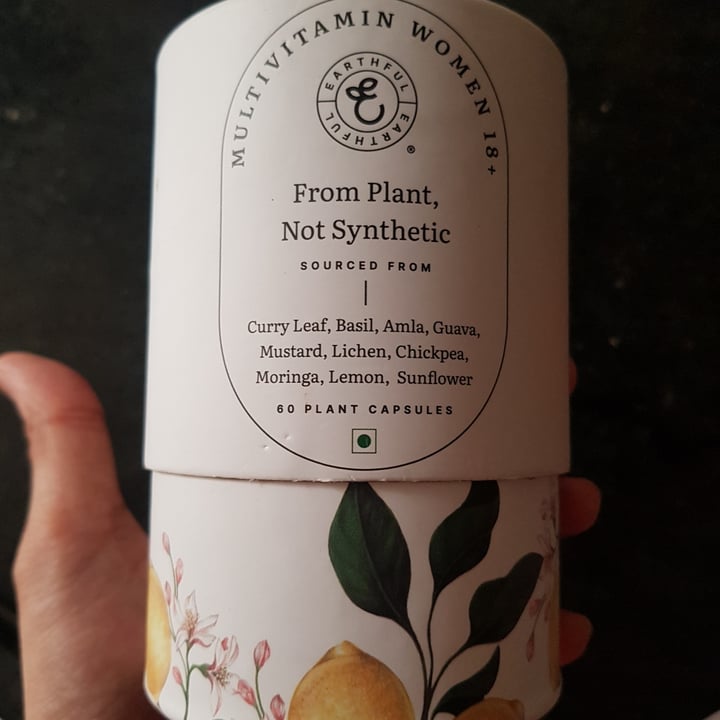 MULTIVITAMIN WOMEN 18+
EARTHFUL EARTHFUL EARTHFUL
®
From Plant,
Not Synthetic
SOURCED FROM
Curry Leaf, Basil, Amla, Guava,
Mustard, Lichen, Chickpea,
Moringa, Lemon, Sunflower
60 PLANT CAPSULES